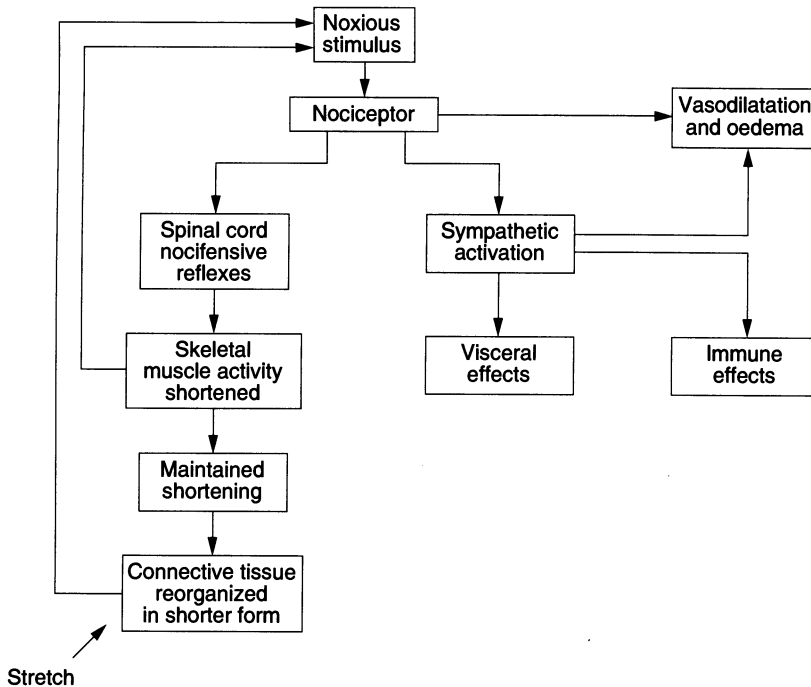 Noxious
stimulus
Nociceptor
Vasodilatation
and oedema
Spinal cord
nocifensive
reflexes
Sympathetic
activation
Skeletal
muscle activity
shortened
Visceral
effects
Immune
effects
Maintained
shortening
Connective tissue
reorganized
in shorter form
Stretch